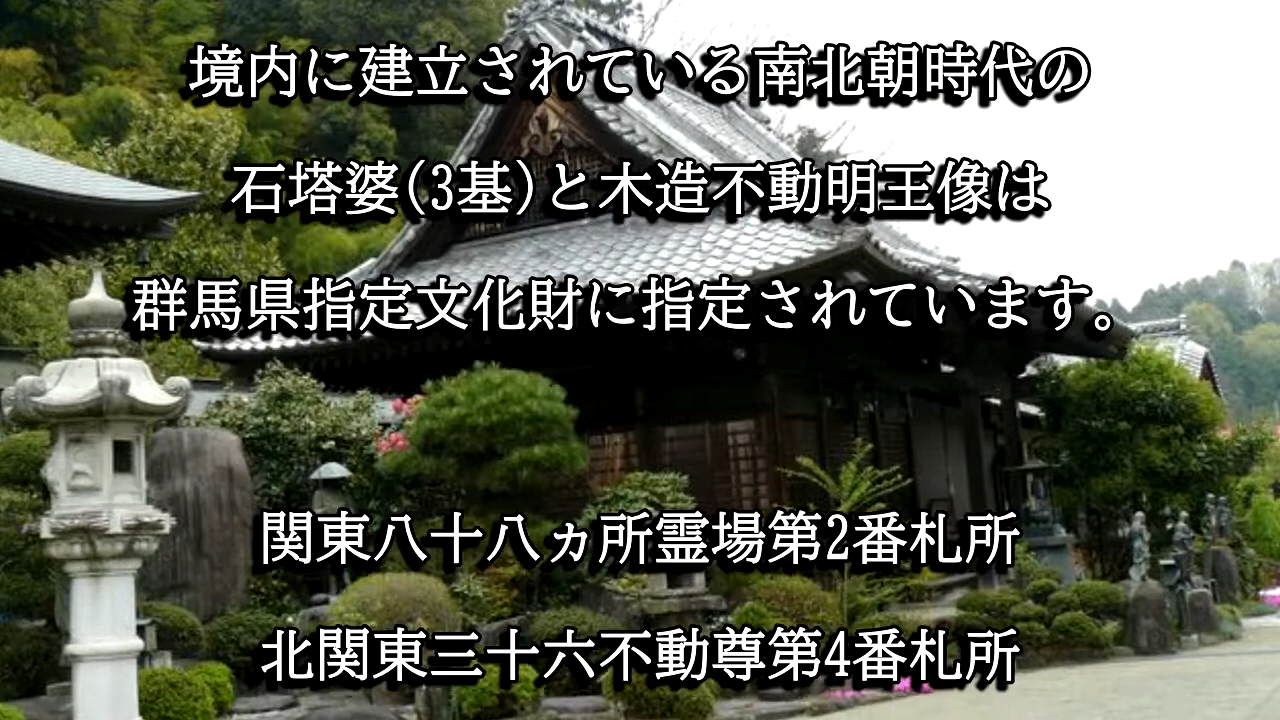 境内に建立されている南北朝時代の
石塔婆(3基)と木造不動明王像は
群馬県指定文化財に指定されています。
関東八十八ヵ所霊場第2番札所
北関東三十六不動尊第4番札所